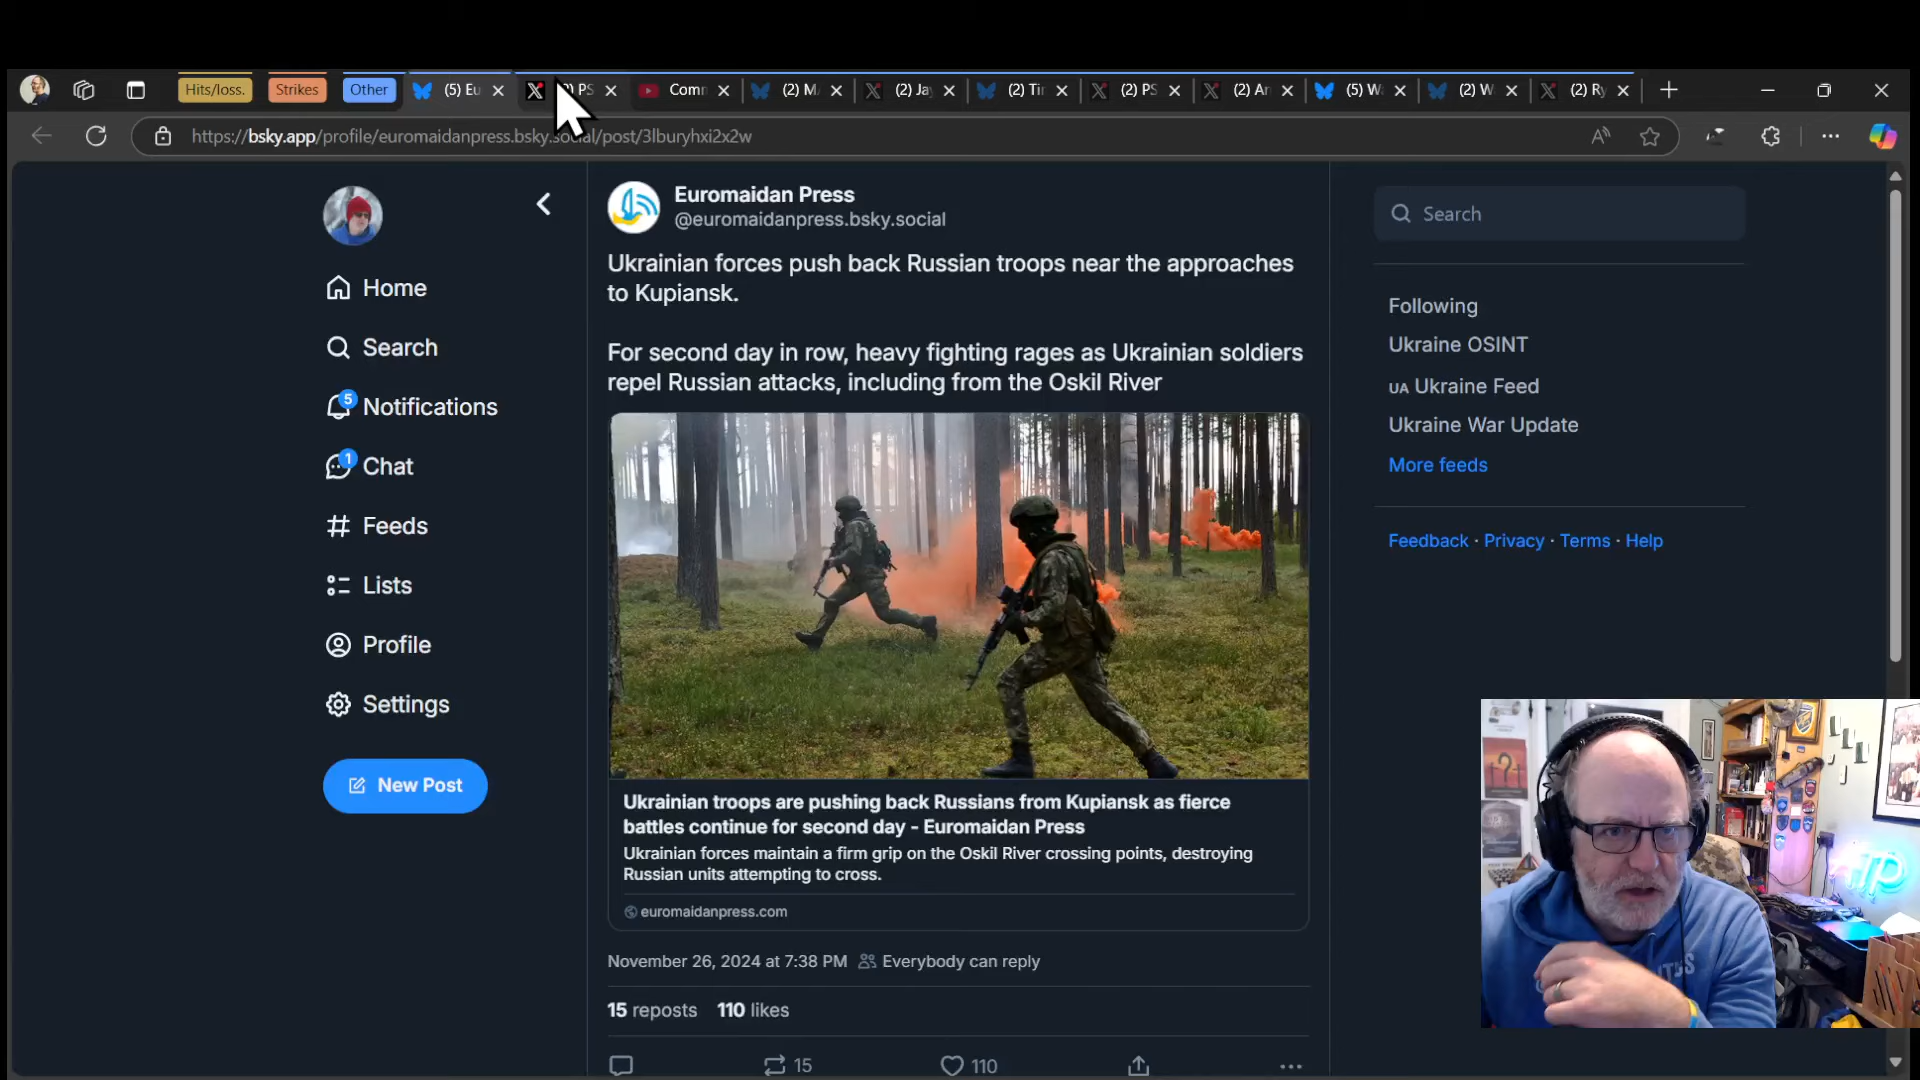 Hits/loss.
Strikes
Other
(5) Eu
PS
Comr
(2) M
(2) Ja
(2) Tir
(2) PS
(2) Ar
(5) W
(2) W
(2) Ry
https://bsky.app/profile/euromaidanpress.bsky.social/post/3lburyhxi2x2w
Home
Search
5
Notifications
1
Chat
Feeds
Lists
Profile
Settings
New Post
Euromaidan Press
@euromaidanpress.bsky.social
Ukrainian forces push back Russian troops near the approaches
to Kupiansk.
For second day in row, heavy fighting rages as Ukrainian soldiers
repel Russian attacks, including from the Oskil River
Ukrainian troops are pushing back Russians from Kupiansk as fierce
battles continue for second day - Euromaidan Press
Ukrainian forces maintain a firm grip on the Oskil River crossing points, destroying
Russian units attempting to cross.
euromaidanpress.com
November 26, 2024 at 7:38 PM Everybody can reply
15 reposts 110 likes
15
110
Search
Following
Ukraine OSINT
UA Ukraine Feed
Ukraine War Update
More feeds
Feedback · Privacy · Terms · Help